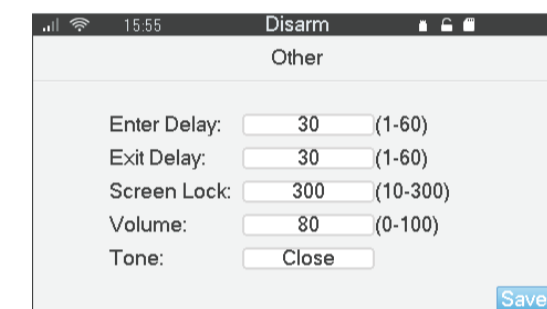 15:55 Disarm
Other
Enter Delay: 30 (1-60)
Exit Delay: 30 (1-60)
Screen Lock: 300 (10-300)
Volume: 80 (0-100)
Tone: Close
Save